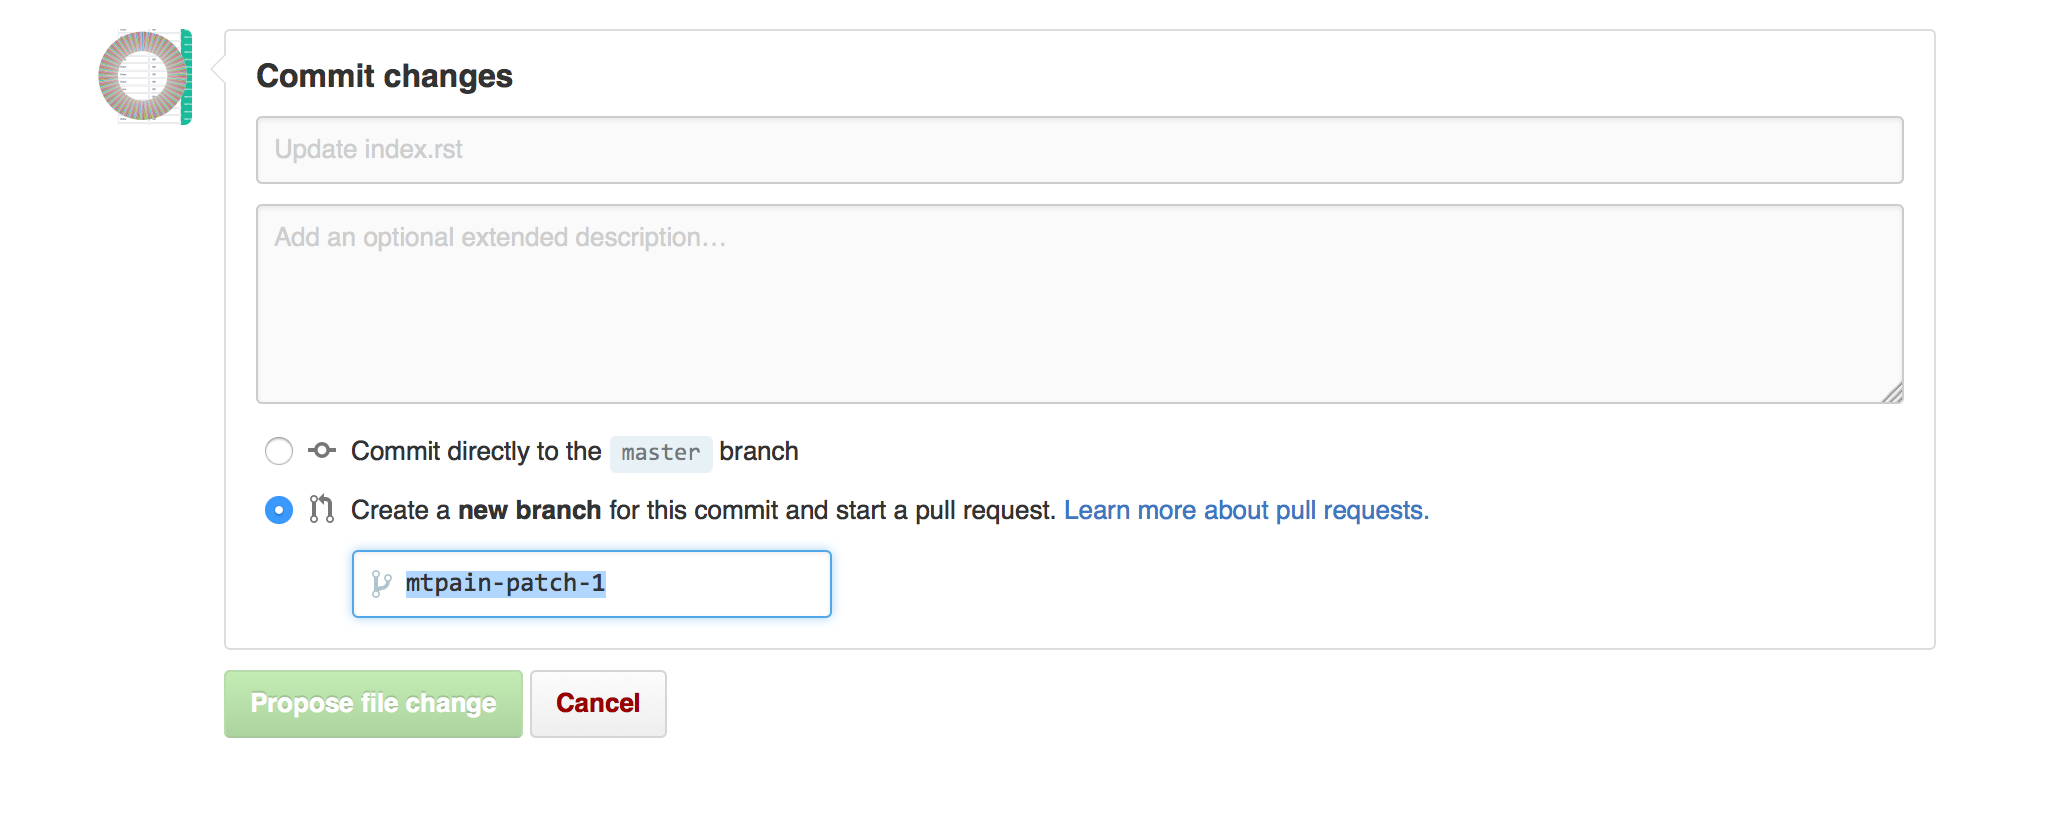 Commit changes
Update index.rst
Add an optional extended description…
Commit directly to the master branch
Create a new branch for this commit and start a pull request. Learn more about pull requests.
mtpain-patch-1
Propose file change
Cancel